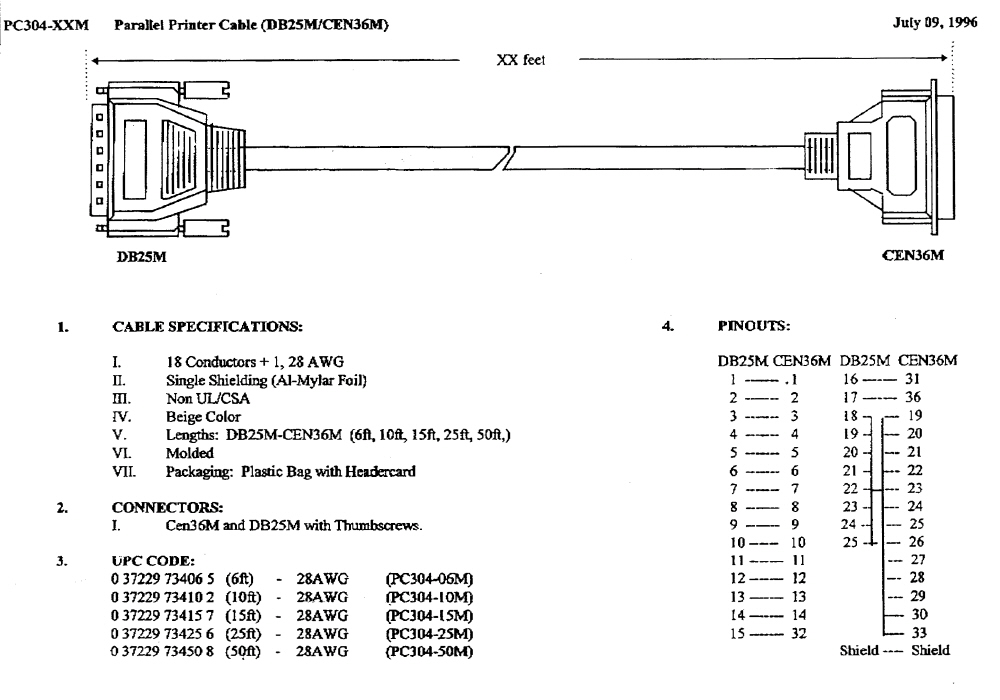 PC304-XXM Parallel Printer Cable (DB25M/CEN36M) July 09, 1996
XX feet
DB25M CEN36M
1. CABLE SPECIFICATIONS:
I. 18 Conductors + 1, 28 AWG
II. Single Shielding (Al-Mylar Foil)
III. Non UL/CSA
IV. Beige Color
V. Lengths: DB25M-CEN36M (6ft, 10ft, 15ft, 25ft, 50ft,)
VI. Molded
VII. Packaging: Plastic Bag with Headercard
2. CONNECTORS:
I. Cen36M and DB25M with Thumbscrews.
3. UPC CODE:
0 37229 73406 5 (6ft) - 28AWG (PC304-06M)
0 37229 73410 2 (10ft) - 28AWG (PC304-10M)
0 37229 73415 7 (15ft) - 28AWG (PC304-15M)
0 37229 73425 6 (25ft) - 28AWG (PC304-25M)
0 37229 73450 8 (50ft) - 28AWG (PC304-50M)
4. PINOUTS:
DB25M CEN36M DB25M CEN36M
1 ---- .1 16 ----- 31
2 ----- 2 17 ----- 36
3 ----- 3 18 - 19
4 ----- 4 19 - 20
5 ----- 5 20 - 21
6 ----- 6 21 - 22
7 ----- 7 22 - 23
8 ----- 8 23 - 24
9 ----- 9 24 - 25
10 ---- 10 25 - 26
11 ---- 11 --- 27
12 ---- 12 --- 28
13 ---- 13 --- 29
14 ---- 14 --- 30
15 ---- 32 --- 33
Shield ---- Shield